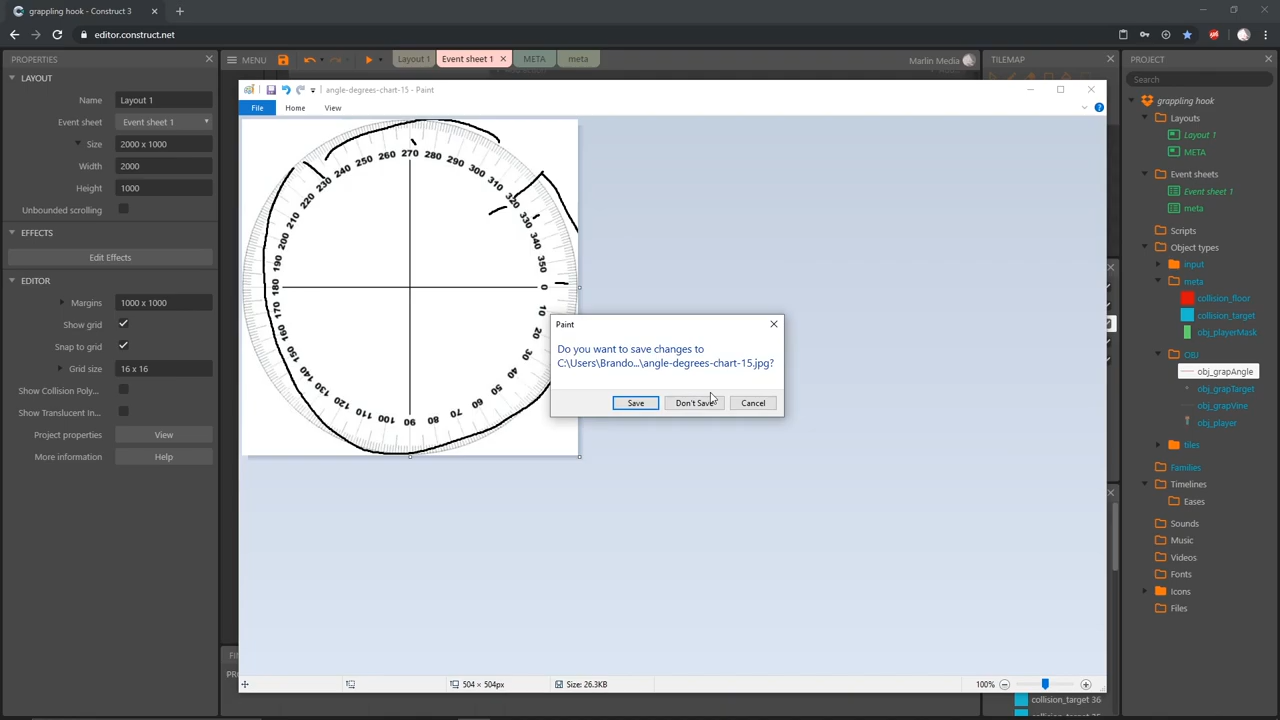 grappling hook - Construct 3
editor.construct.net
PROPERTIES
LAYOUT
Name
Layout 1
Event sheet
Event sheet 1
Size
2000 x 1000
Width
2000
Height
1000
Unbounded scrolling
EFFECTS
Edit Effects
EDITOR
Margins
1000 x 1000
Show grid
Snap to grid
Grid size
16 x 16
Show Collision Poly...
Show Translucent In...
Project properties
View
More information
Help
MENU
Layout 1
Event sheet 1
META
meta
Marlin Media
angle-degrees-chart-15 - Paint
File
Home
View
270
280
290
300
310
320
330
340
350
0
10
20
30
40
50
60
70
80
90
100
110
120
130
140
150
160
170
180
190
200
210
220
230
240
250
260
Paint
Do you want to save changes to
C:\Users\Brando...\angle-degrees-chart-15.jpg?
Save
Don't Save
Cancel
504 × 504px
Size: 26.3KB
100%
TILEMAP
PROJECT
Search
grappling hook
Layouts
Layout 1
META
Event sheets
Event sheet 1
meta
Scripts
Object types
input
meta
collision_floor
collision_target
obj_playerMask
OBJ
obj_grapAngle
obj_grapTarget
obj_grapVine
obj_player
tiles
Families
Timelines
Eases
Sounds
Music
Videos
Fonts
Icons
Files
collision_target 36